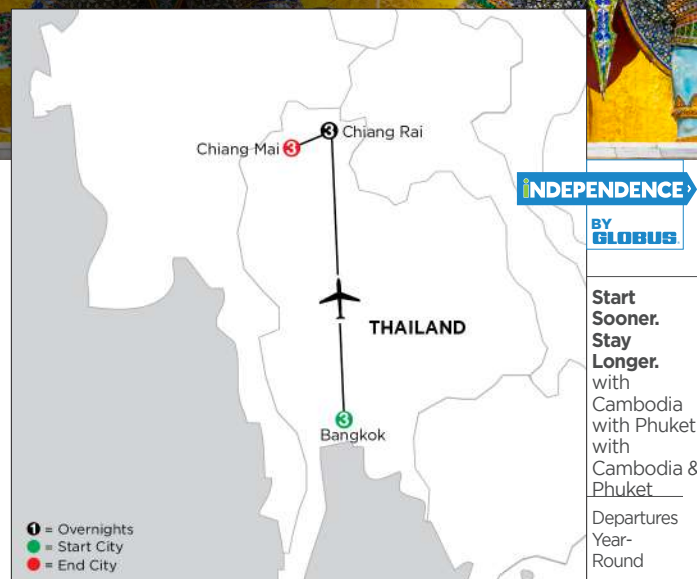 3 Chiang Rai
Chiang Mai 3
THAILAND
3
Bangkok
1 = Overnights
= Start City
= End City
iNDEPENDENCE
BY
GLOBUS.
Start
Sooner.
Stay
Longer.
with
Cambodia
with Phuket
with
Cambodia &
Phuket
Departures
Year-
Round